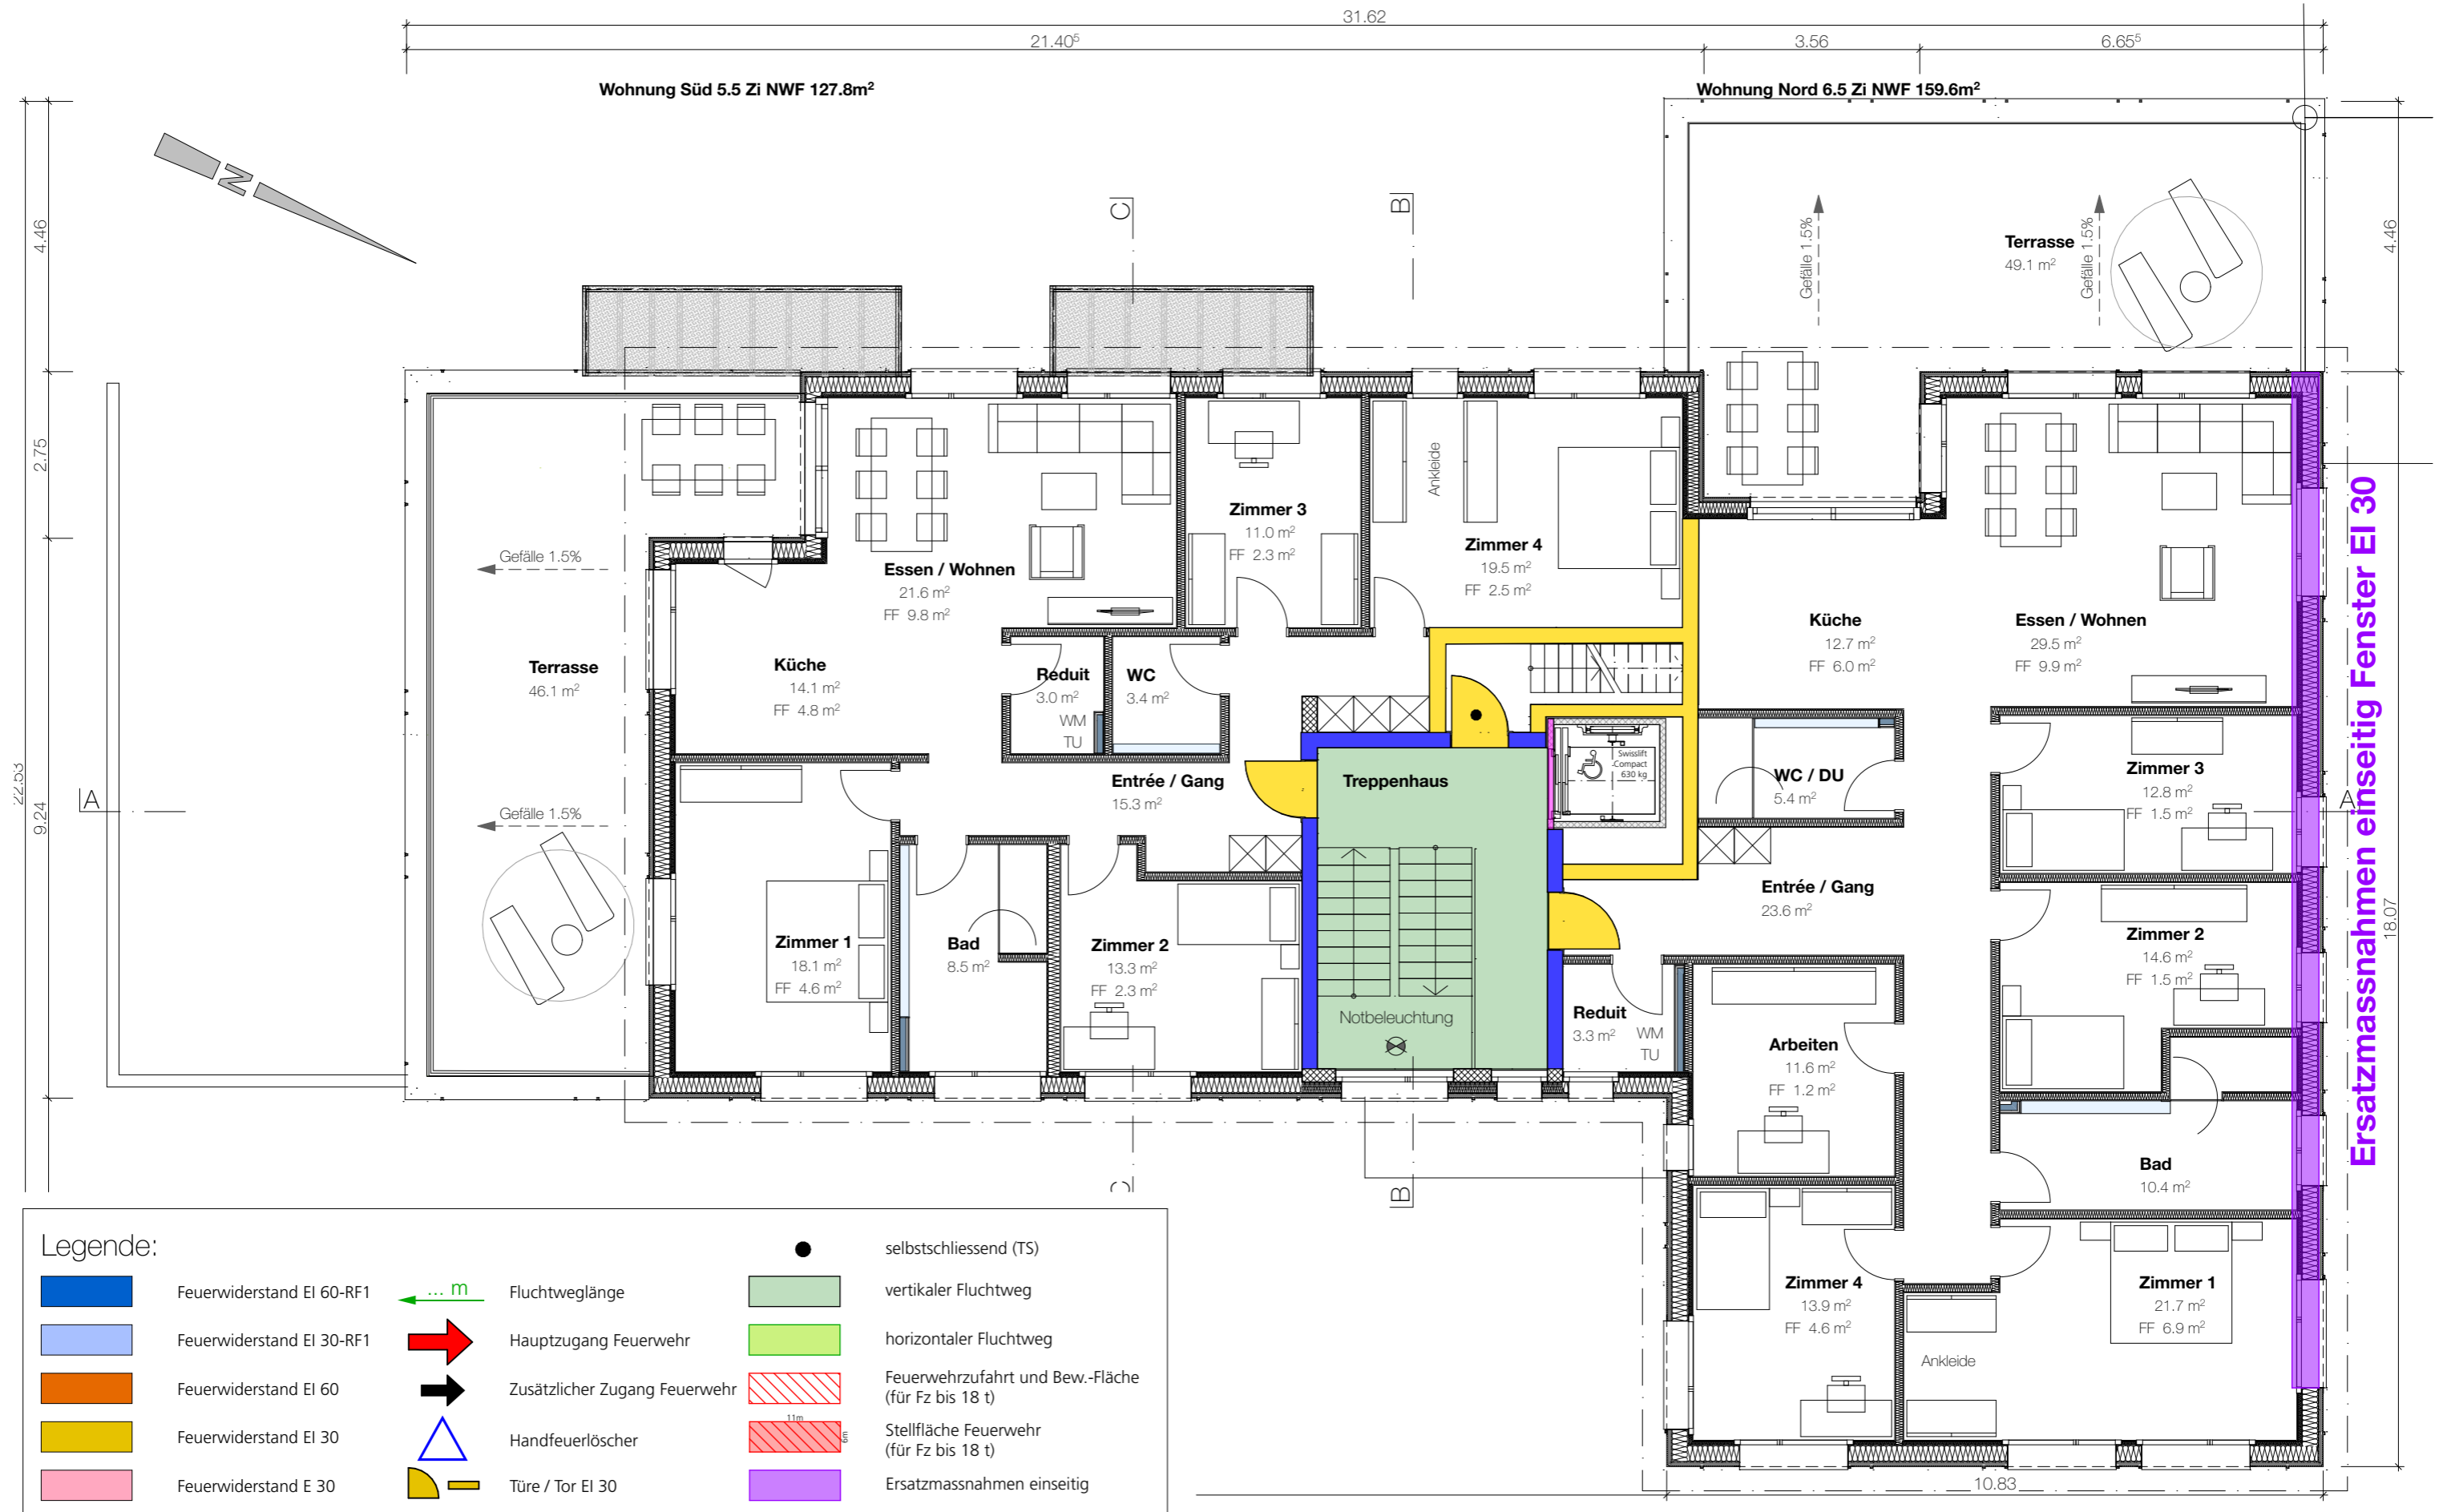 31.62
21.40⁵
3.56
6.65⁵
Wohnung Süd 5.5 Zi NWF 127.8m²
Wohnung Nord 6.5 Zi NWF 159.6m²
N
4.46
2.75
22.53
9.24
C
B
Gefälle 1.5%
Gefälle 1.5%
Terrasse
49.1 m²
4.46
Gefälle 1.5%
Terrasse
46.1 m²
Gefälle 1.5%
Essen / Wohnen
21.6 m²
FF 9.8 m²
Zimmer 3
11.0 m²
FF 2.3 m²
Ankleide
Zimmer 4
19.5 m²
FF 2.5 m²
Küche
14.1 m²
FF 4.8 m²
Reduit
3.0 m²
WM
TU
WC
3.4 m²
Küche
12.7 m²
FF 6.0 m²
Essen / Wohnen
29.5 m²
FF 9.9 m²
Ersatzmassnahmen einseitig Fenster EI 30
18.07
A
A
Entrée / Gang
15.3 m²
Treppenhaus
Swisslift
-Compact
630 kg
WC / DU
5.4 m²
Zimmer 3
12.8 m²
FF 1.5 m²
Entrée / Gang
23.6 m²
Zimmer 1
18.1 m²
FF 4.6 m²
Bad
8.5 m²
Zimmer 2
13.3 m²
FF 2.3 m²
Notbeleuchtung
Reduit
3.3 m²
WM
TU
Arbeiten
11.6 m²
FF 1.2 m²
Zimmer 2
14.6 m²
FF 1.5 m²
Bad
10.4 m²
C
B
Zimmer 4
13.9 m²
FF 4.6 m²
Ankleide
Zimmer 1
21.7 m²
FF 6.9 m²
10.83
Legende:
Feuerwiderstand EI 60-RF1
Feuerwiderstand EI 30-RF1
Feuerwiderstand EI 60
Feuerwiderstand EI 30
Feuerwiderstand E 30
... m
Fluchtweglänge
Hauptzugang Feuerwehr
Zusätzlicher Zugang Feuerwehr
Handfeuerlöscher
Türe / Tor EI 30
selbstschliessend (TS)
vertikaler Fluchtweg
horizontaler Fluchtweg
Feuerwehrzufahrt und Bew.-Fläche
(für Fz bis 18 t)
11m
6m
Stellfläche Feuerwehr
(für Fz bis 18 t)
Ersatzmassnahmen einseitig